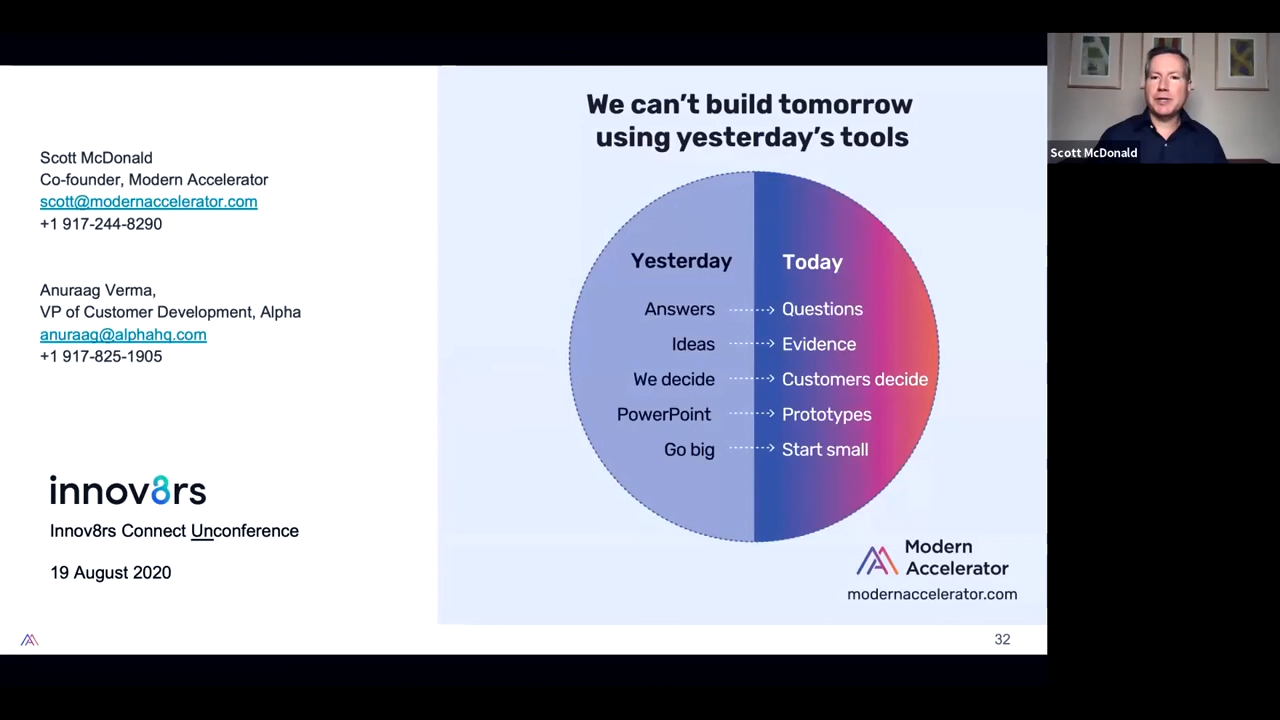 Scott McDonald
Co-founder, Modern Accelerator
scott@modernaccelerator.com
+1 917-244-8290
Anuraag Verma,
VP of Customer Development, Alpha
anuraag@alphahq.com
+1 917-825-1905
innov8rs
Innov8rs Connect Unconference
19 August 2020
We can't build tomorrow
using yesterday's tools
Yesterday Today
Answers Questions
Ideas Evidence
We decide Customers decide
PowerPoint Prototypes
Go big Start small
Modern
Accelerator
modernaccelerator.com
32
Scott McDonald